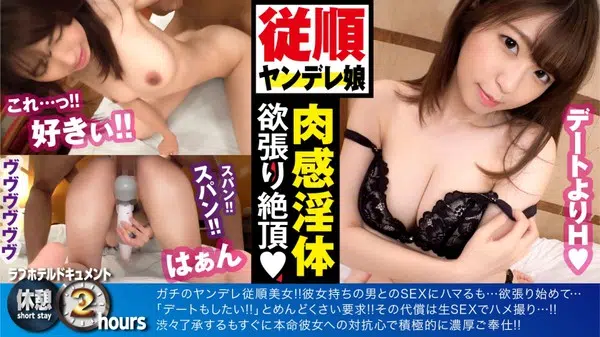 従順
ヤンデレ娘
肉感淫体
欲張り絶頂♥
これ…っ!!
好きぃ!!
デートよりH♥
ヴヴヴヴヴヴ
スパン!!
スパン!!
はぁん
ラブホテルドキュメント
休憩
short stay
2
hours
ガチのヤンデレ従順美女!!彼女持ちの男とのSEXにハマるも…欲張り始めて…
「デートもしたい!!」とめんどくさい要求!!その代償は生SEXでハメ撮り…!!
渋々了承するもすぐに本命彼女への対抗心で積極的に濃厚ご奉仕!!